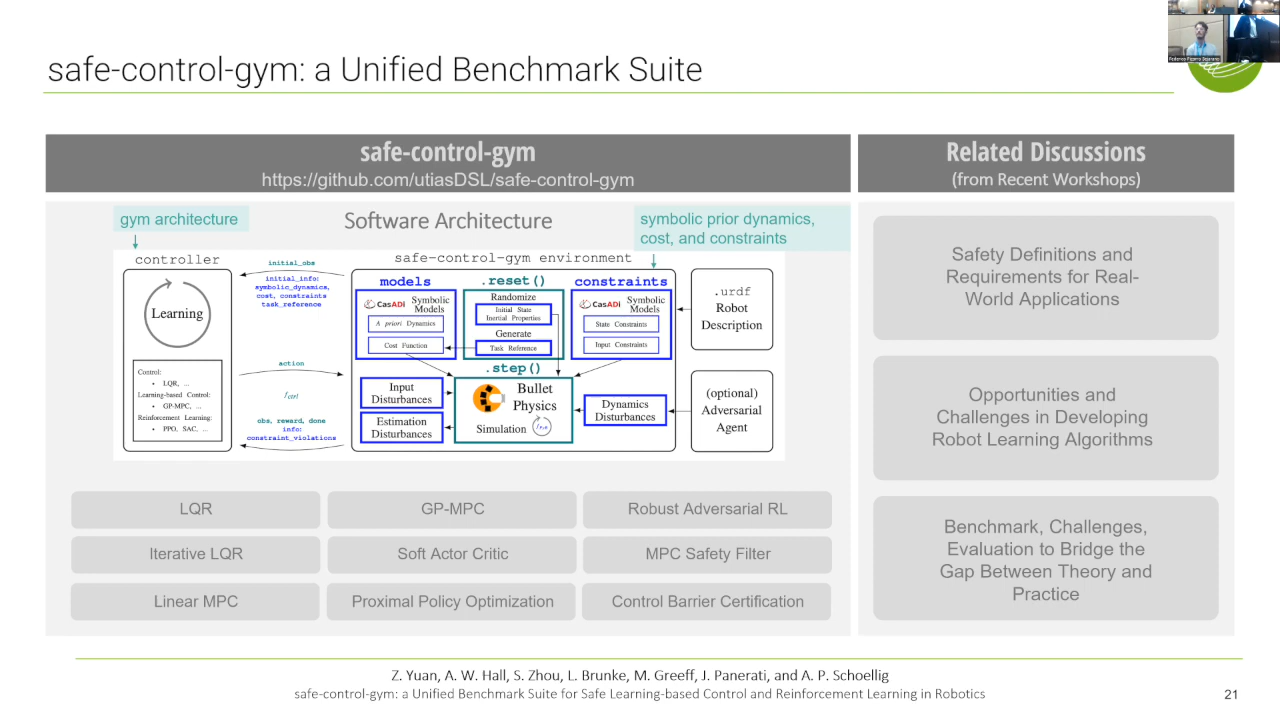 safe-control-gym: a Unified Benchmark Suite
safe-control-gym
https://github.com/utiasDSL/safe-control-gym
Related Discussions
(from Recent Workshops)
gym architecture
Software Architecture
symbolic prior dynamics,
cost, and constraints
controller
Learning
Control:
• LQR, ...
Learning-based Control:
• GP-MPC, ...
Reinforcement Learning:
• PPO, SAC, ...
initial_obs
initial_info:
symbolic_dynamics,
cost, constraints
task_reference
action
obs, reward, done
info:
constraint_violations
safe-control-gym environment
models
CasADi Symbolic
Models
A priori Dynamics
Cost Function
.reset()
Randomize
Initial State
Inertial Properties
Generate
Task Reference
constraints
CasADi Symbolic
Models
State Constraints
Input Constraints
.step()
Input
Disturbances
Estimation
Disturbances
Bullet
Physics
Simulation
Dynamics
Disturbances
.urdf
Robot
Description
(optional)
Adversarial
Agent
LQR
GP-MPC
Robust Adversarial RL
Iterative LQR
Soft Actor Critic
MPC Safety Filter
Linear MPC
Proximal Policy Optimization
Control Barrier Certification
Safety Definitions and
Requirements for Real-
World Applications
Opportunities and
Challenges in Developing
Robot Learning Algorithms
Benchmark, Challenges,
Evaluation to Bridge the
Gap Between Theory and
Practice
Z. Yuan, A. W. Hall, S. Zhou, L. Brunke, M. Greeff, J. Panerati, and A. P. Schoellig
safe-control-gym: a Unified Benchmark Suite for Safe Learning-based Control and Reinforcement Learning in Robotics
21